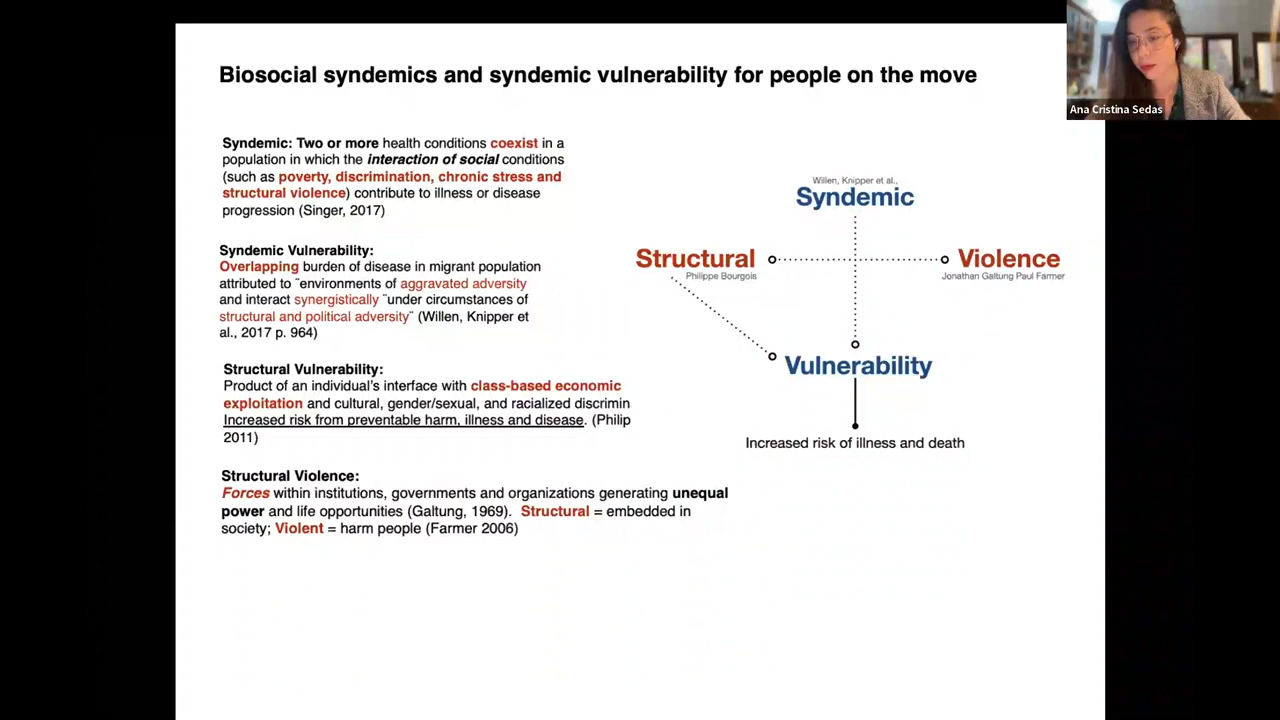 Biosocial syndemics and syndemic vulnerability for people on the move
Ana Cristina Sedas
Syndemic: Two or more health conditions coexist in a
population in which the interaction of social conditions
(such as poverty, discrimination, chronic stress and
structural violence) contribute to illness or disease
progression (Singer, 2017)
Syndemic Vulnerability:
Overlapping burden of disease in migrant population
attributed to ¨environments of aggravated adversity
and interact synergistically ¨under circumstances of
structural and political adversity¨ (Willen, Knipper et
al., 2017 p. 964)
Structural Vulnerability:
Product of an individual's interface with class-based economic
exploitation and cultural, gender/sexual, and racialized discrimin
Increased risk from preventable harm, illness and disease. (Philip
2011)
Structural Violence:
Forces within institutions, governments and organizations generating unequal
power and life opportunities (Galtung, 1969). Structural = embedded in
society; Violent = harm people (Farmer 2006)
Willen, Knipper et al.,
Syndemic
Structural
Philippe Bourgois
Violence
Jonathan Galtung Paul Farmer
Vulnerability
Increased risk of illness and death